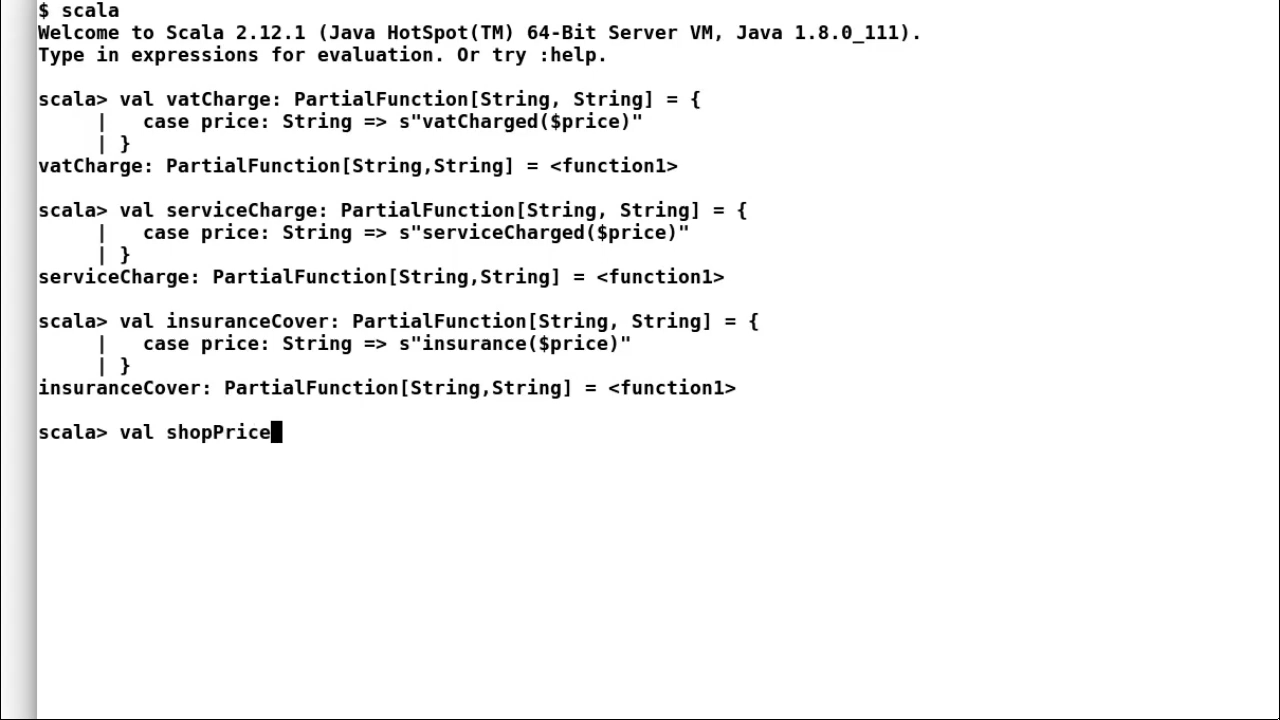 $ scala
Welcome to Scala 2.12.1 (Java HotSpot(TM) 64-Bit Server VM, Java 1.8.0_111).
Type in expressions for evaluation. Or try :help.
scala> val vatCharge: PartialFunction[String, String] = {
     |   case price: String => s"vatCharged($price)"
     | }
vatCharge: PartialFunction[String,String] = <function1>
scala> val serviceCharge: PartialFunction[String, String] = {
     |   case price: String => s"serviceCharged($price)"
     | }
serviceCharge: PartialFunction[String,String] = <function1>
scala> val insuranceCover: PartialFunction[String, String] = {
     |   case price: String => s"insurance($price)"
     | }
insuranceCover: PartialFunction[String,String] = <function1>
scala> val shopPrice